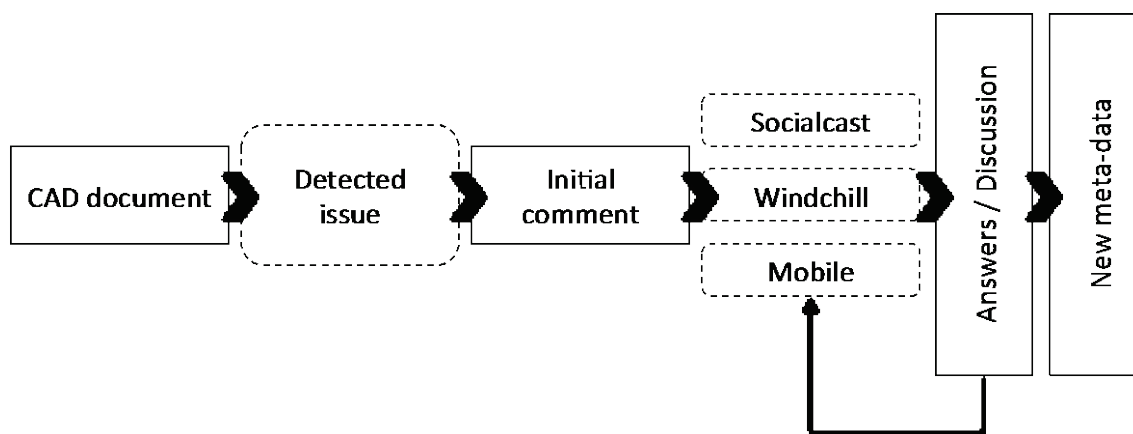 CAD document
Detected
issue
Initial
comment
Socialcast
Windchill
Mobile
Answers / Discussion
New meta-data